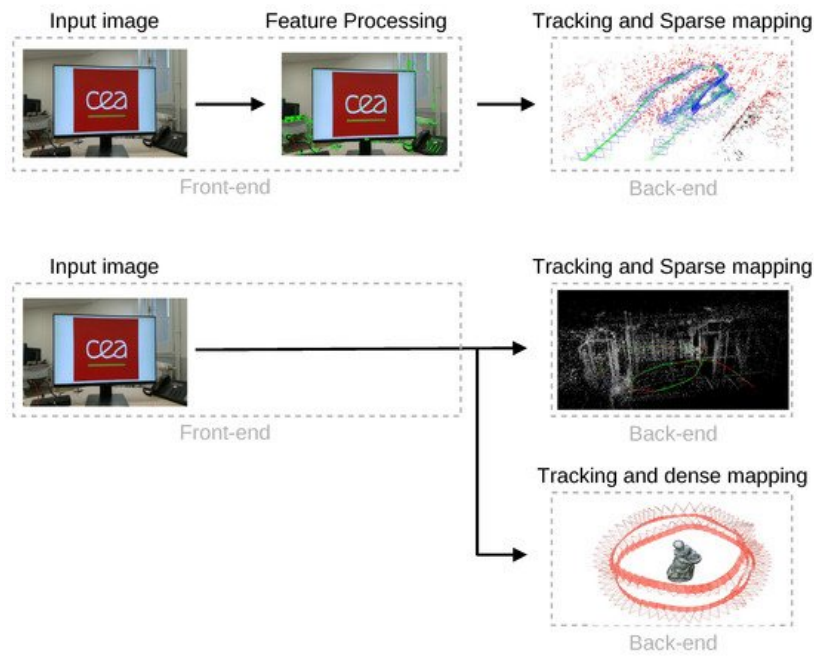 Input image
Feature Processing
Tracking and Sparse mapping
cea
cea
Front-end
Back-end
Input image
Tracking and Sparse mapping
cea
Front-end
Back-end
Tracking and dense mapping
Back-end